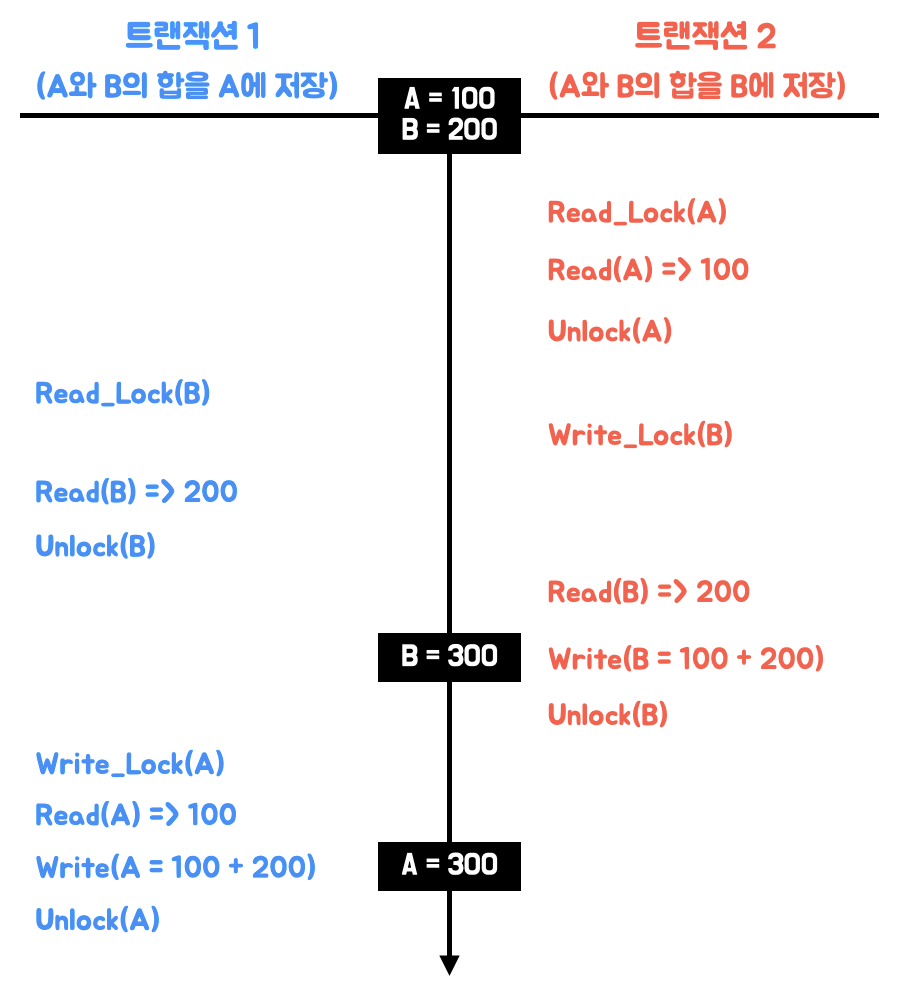 트랜잭션 1
(A와 B의 합을 A에 저장)
트랜잭션 2
(A와 B의 합을 B에 저장)
A = 100
B = 200
Read_Lock(A)
Read(A) => 100
Unlock(A)
Read_Lock(B)
Write_Lock(B)
Read(B) => 200
Unlock(B)
Read(B) => 200
B = 300
Write(B = 100 + 200)
Unlock(B)
Write_Lock(A)
Read(A) => 100
Write(A = 100 + 200)
A = 300
Unlock(A)